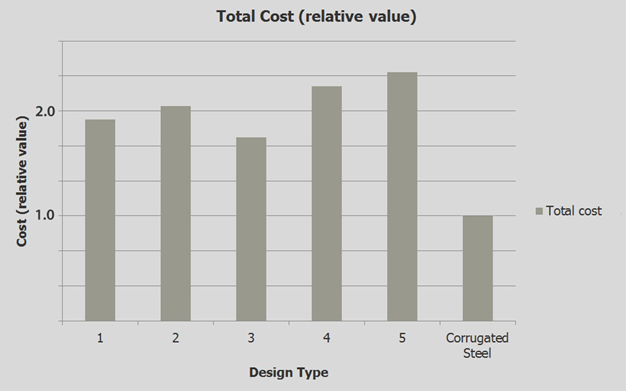 Total Cost (relative value)
Cost (relative value)
2.0
1.0
1
2
3
4
5
Corrugated
Steel
Design Type
Total cost